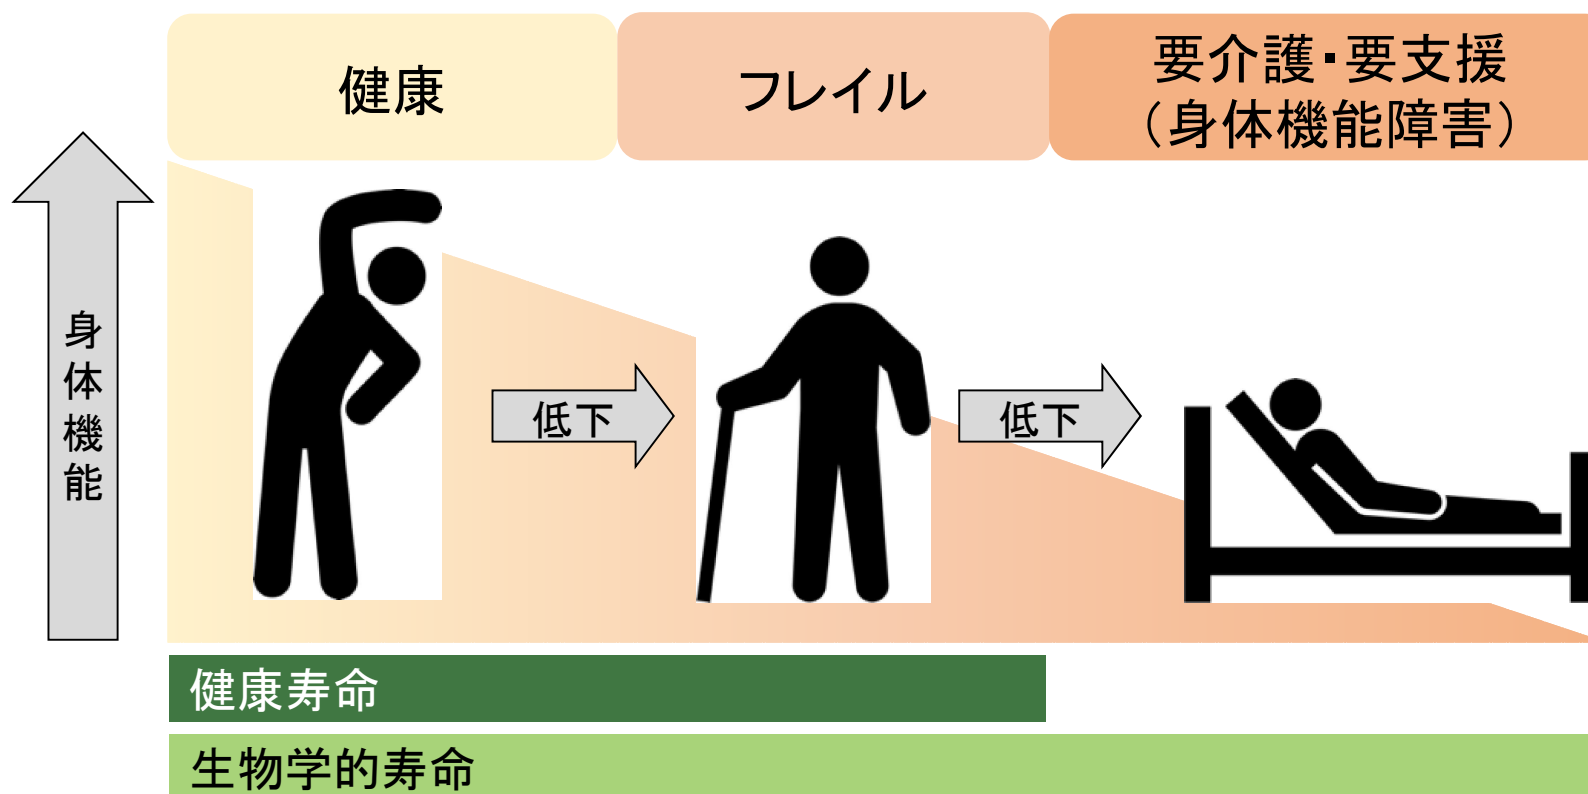 健康
フレイル
要介護・要支援
（身体機能障害）
身体機能
低下
低下
健康寿命
生物学的寿命